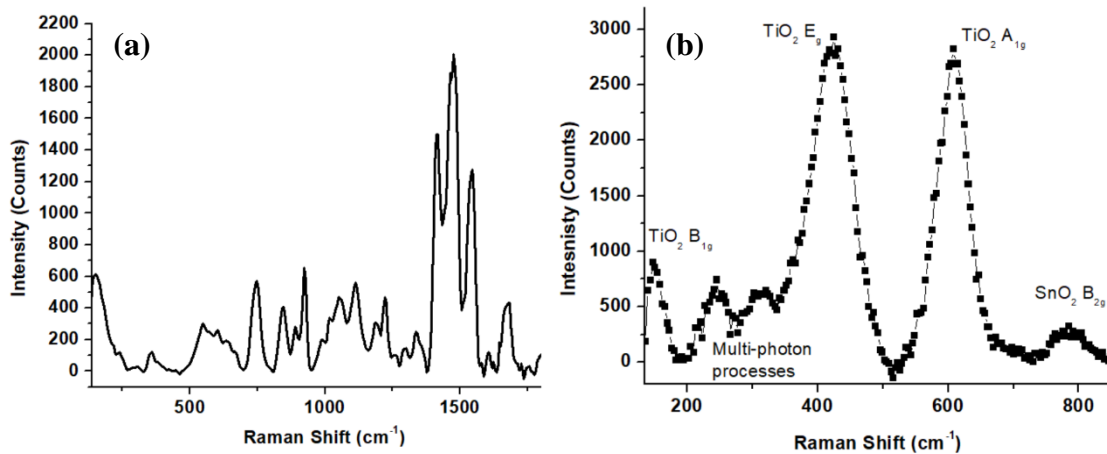 (a)
2200
2000
1800
1600
1400
1200
1000
800
600
400
200
0
Intensity (Counts)
500
1000
1500
Raman Shift (cm⁻¹)
(b)
3000
2500
2000
1500
1000
500
0
Intesnisty (Counts)
TiO₂ E_g
TiO₂ A₁g
TiO₂ B₁g
SnO₂ B₂g
Multi-photon
processes
200
400
600
800
Raman Shift (cm⁻¹)